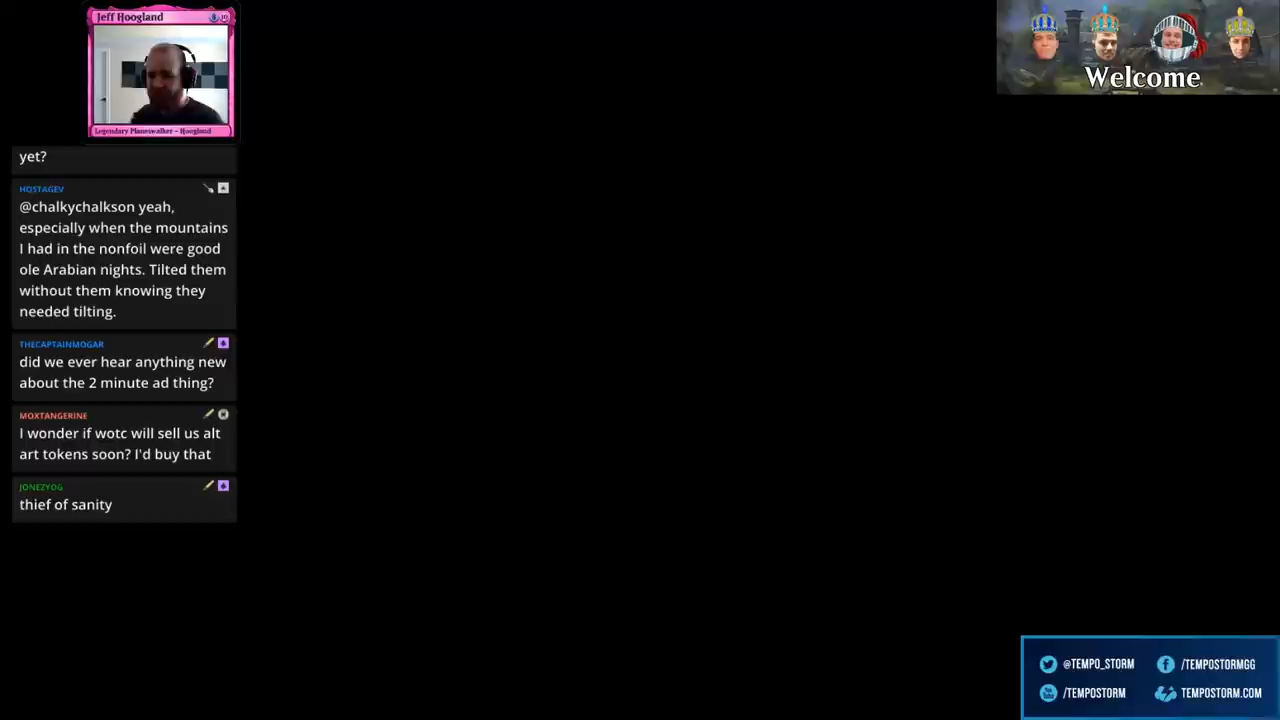 Jeff Hoogland
Legendary Planeswalker - Hoogland
Welcome
yet?
HOSTAGEV
@chalkychalkson yeah,
especially when the mountains
I had in the nonfoil were good
ole Arabian nights. Tilted them
without them knowing they
needed tilting.
THECAPTAINMOGAR
did we ever hear anything new
about the 2 minute ad thing?
MOXTANGERINE
I wonder if wotc will sell us alt
art tokens soon? I'd buy that
JONEZYOG
thief of sanity
@TEMPO_STORM
/TEMPOSTORMGG
/TEMPOSTORM
TEMPOSTORM.COM